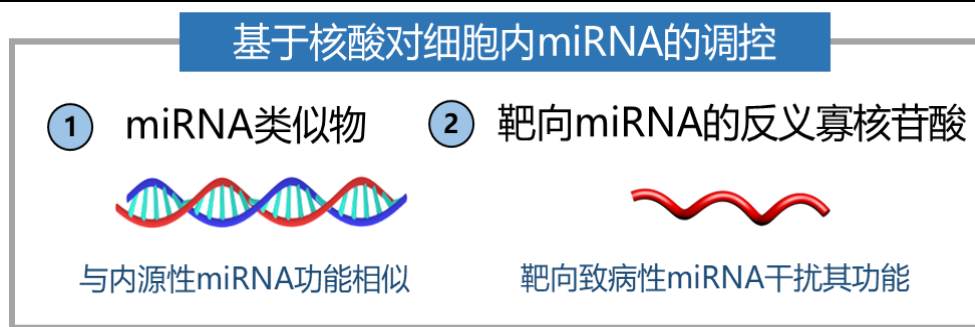 基于核酸对细胞内miRNA的调控
1 miRNA类似物
2 靶向miRNA的反义寡核苷酸
与内源性miRNA功能相似
靶向致病性miRNA干扰其功能